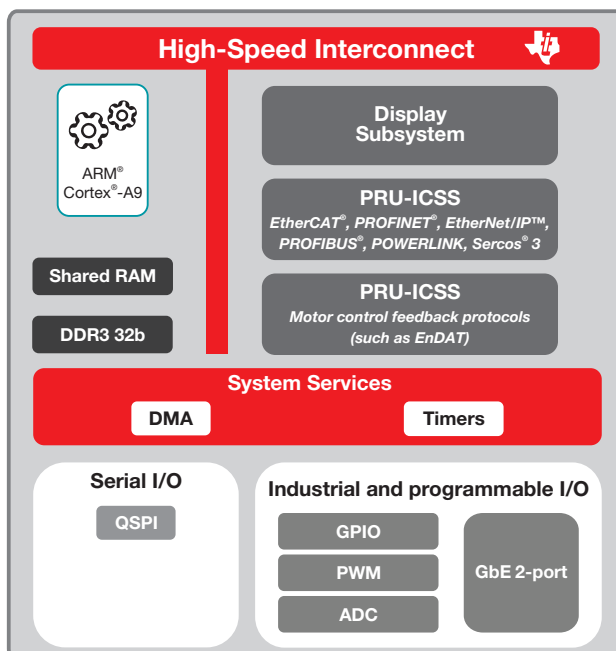 High-Speed Interconnect
ARM®
Cortex®-A9
Shared RAM
DDR3 32b
Display
Subsystem
PRU-ICSS
EtherCAT®, PROFINET®, EtherNet/IP™,
PROFIBUS®, POWERLINK, Sercos® 3
PRU-ICSS
Motor control feedback protocols
(such as EnDAT)
System Services
DMA
Timers
Serial I/O
QSPI
Industrial and programmable I/O
GPIO
PWM
ADC
GbE 2-port